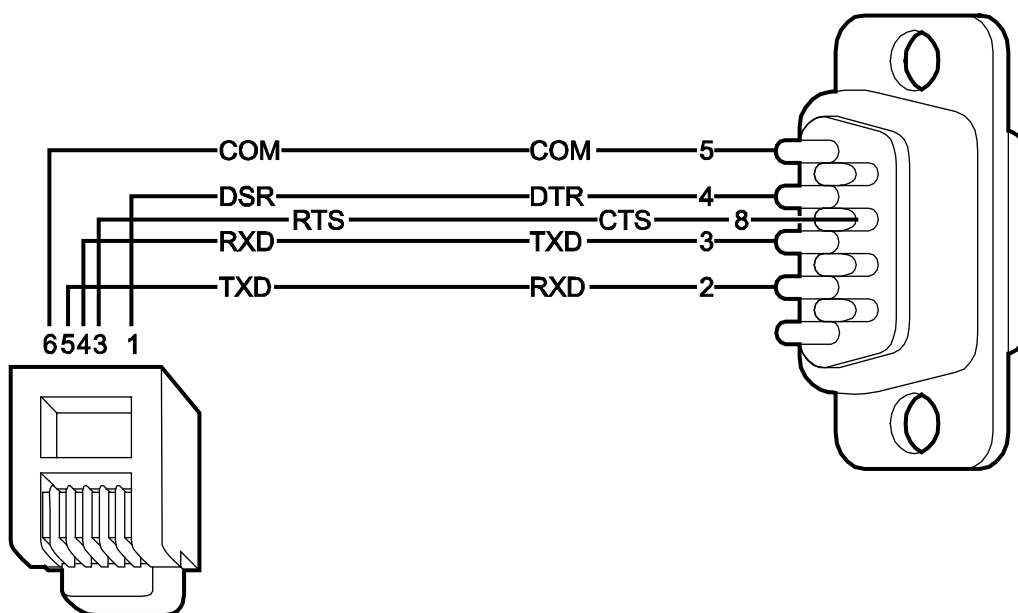 COM COM 5
DSR DTR 4
RTS CTS 8
RXD TXD 3
TXD RXD 2
6543 1